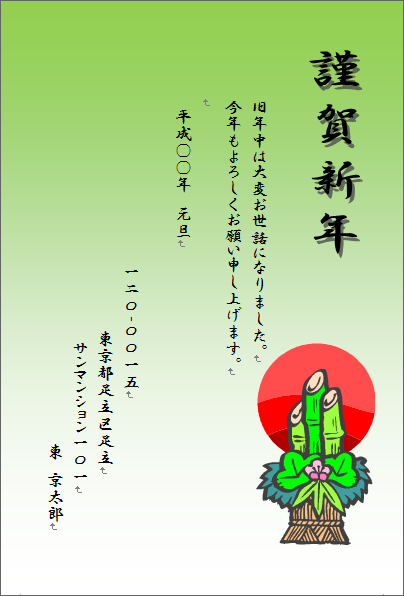 謹賀新年
旧年中は大変お世話になりました。
今年もよろしくお願い申し上げます。
平成〇〇年　元旦
一二〇-〇〇一五
東京都足立区足立
サンマンション一〇一
東　京太郎